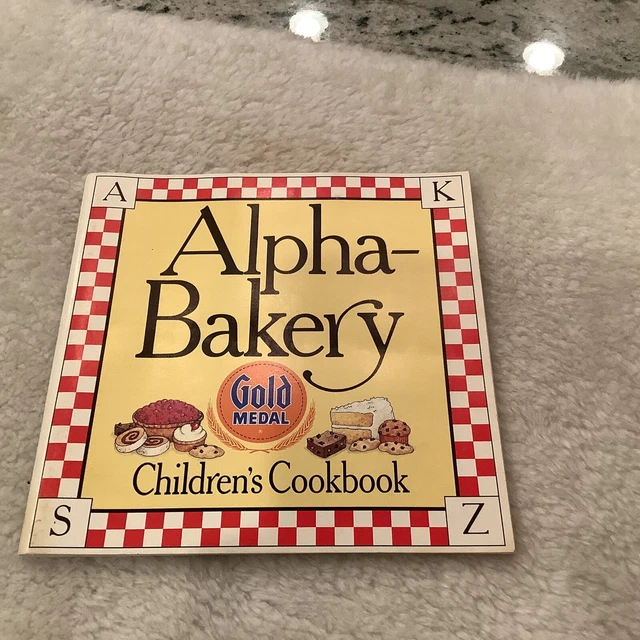 A
K
Alpha-
Bakery
Gold
MEDAL
Children's Cookbook
S
Z